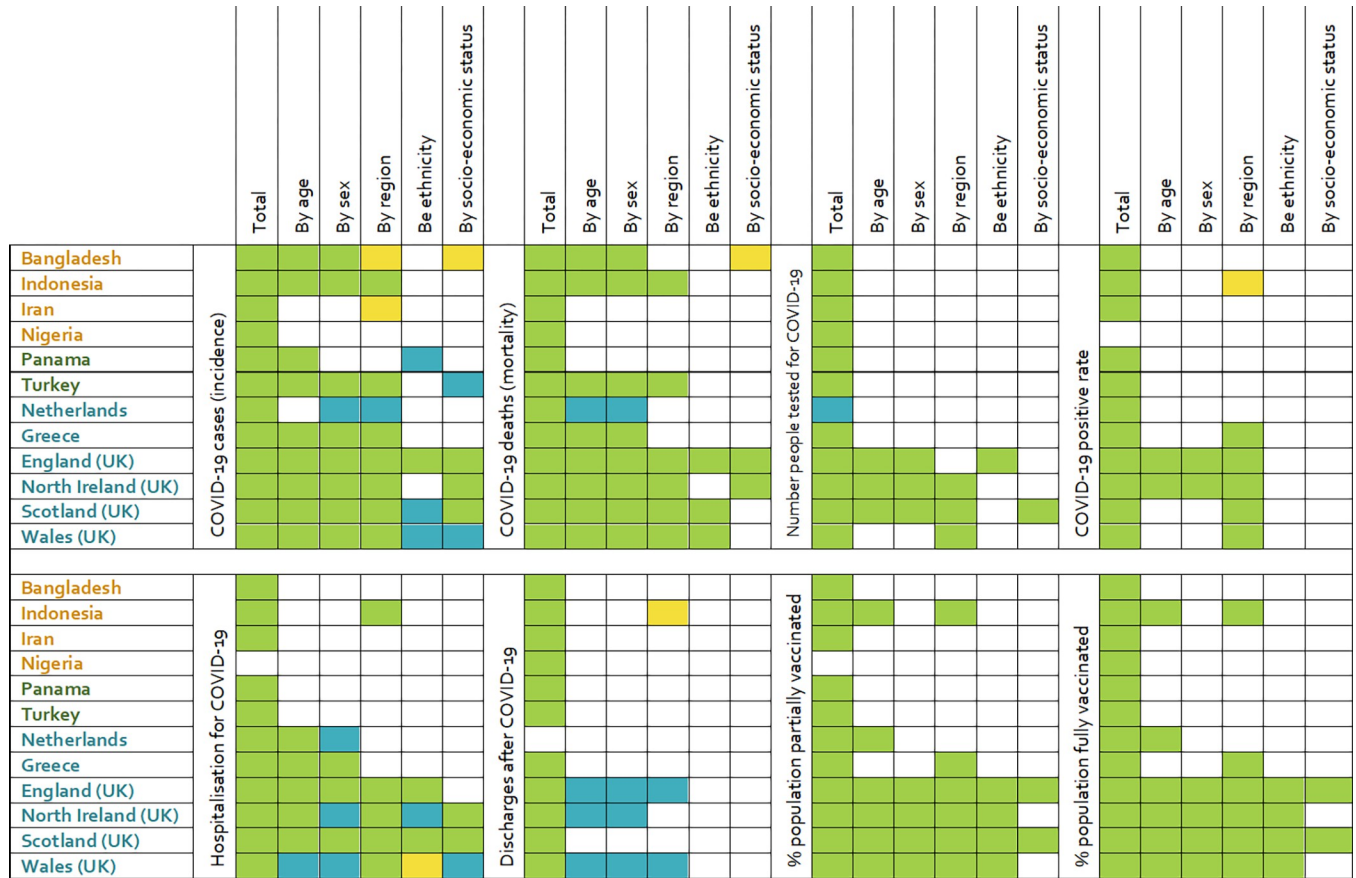 Total
By age
By sex
By region
Be ethnicity
By socio-economic status
Total
By age
By sex
By region
Be ethnicity
By socio-economic status
Total
By age
By sex
By region
By ethnicity
By socio-economic status
Total
By age
By sex
By region
By ethnicity
By socio-economic status
Bangladesh
Indonesia
Iran
Nigeria
Panama
Turkey
Netherlands
Greece
England (UK)
North Ireland (UK)
Scotland (UK)
Wales (UK)
COVID-19 cases (incidence)
COVID-19 deaths (mortality)
Number people tested for COVID-19
COVID-19 positive rate
Bangladesh
Indonesia
Iran
Nigeria
Panama
Turkey
Netherlands
Greece
England (UK)
North Ireland (UK)
Scotland (UK)
Wales (UK)
Hospitalisation for COVID-19
Discharges after COVID-19
% population partially vaccinated
% population fully vaccinated